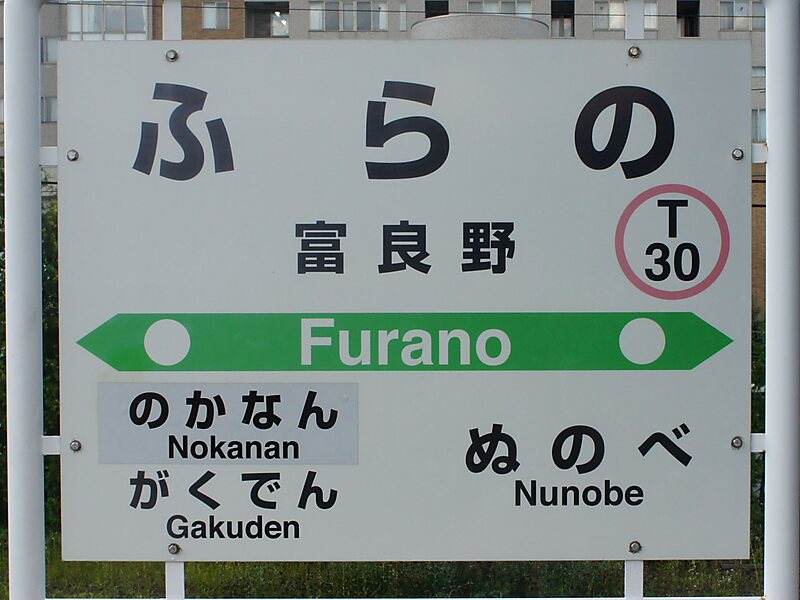 ふらの
富良野
T
30
Furano
のかなん
Nokanan
がくでん
Gakuden
ぬのべ
Nunobe